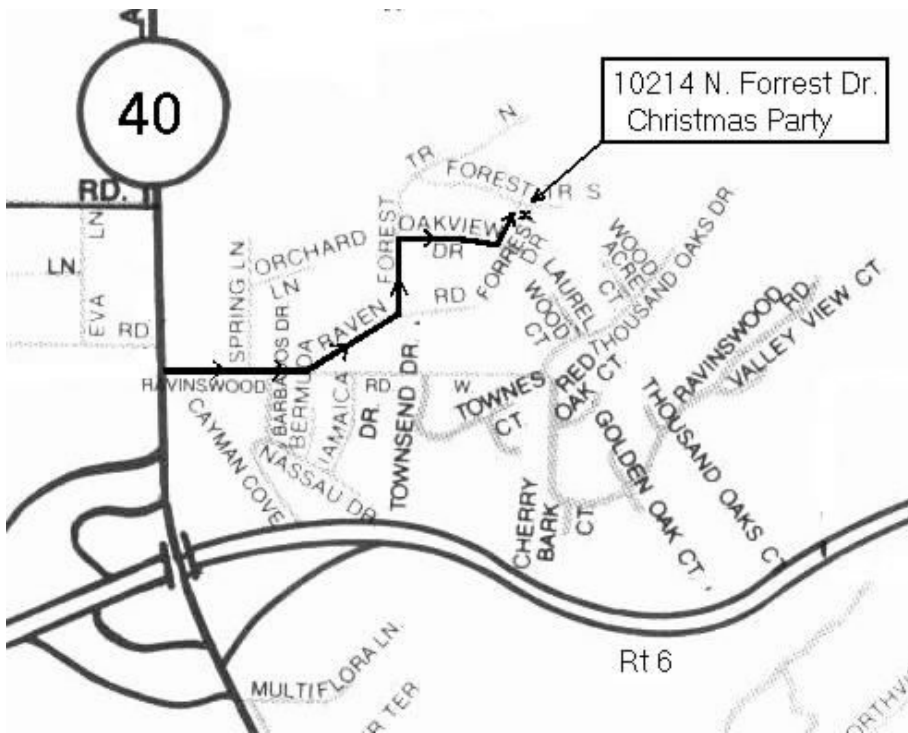 40
10214 N. Forrest Dr.
Christmas Party
RD.
LN.
EVA LN
RD
SPRING LN
ORCHARD
LN
FOREST
TR
N
FOREST TR S
OAKVIEW
DR
FORREST
DR
RAVEN
RD
RAVINSWOOD
RD
W
BARBADOS DR
BERMUDA
JAMAICA
DR.
CAYMAN COVE
NASSAU DR
TOWNSEND DR.
TOWNES
CT
LAUREL
WOOD
CT
WOOD
ACRE
CT
THOUSAND OAKS DR
RED
OAK CT
RAVINSWOOD
RD.
VALLEY VIEW CT.
THOUSAND OAKS CT
GOLDEN OAK CT.
CHERRY
BARK
CT
Rt 6
MULTIFLORA LN.
TER